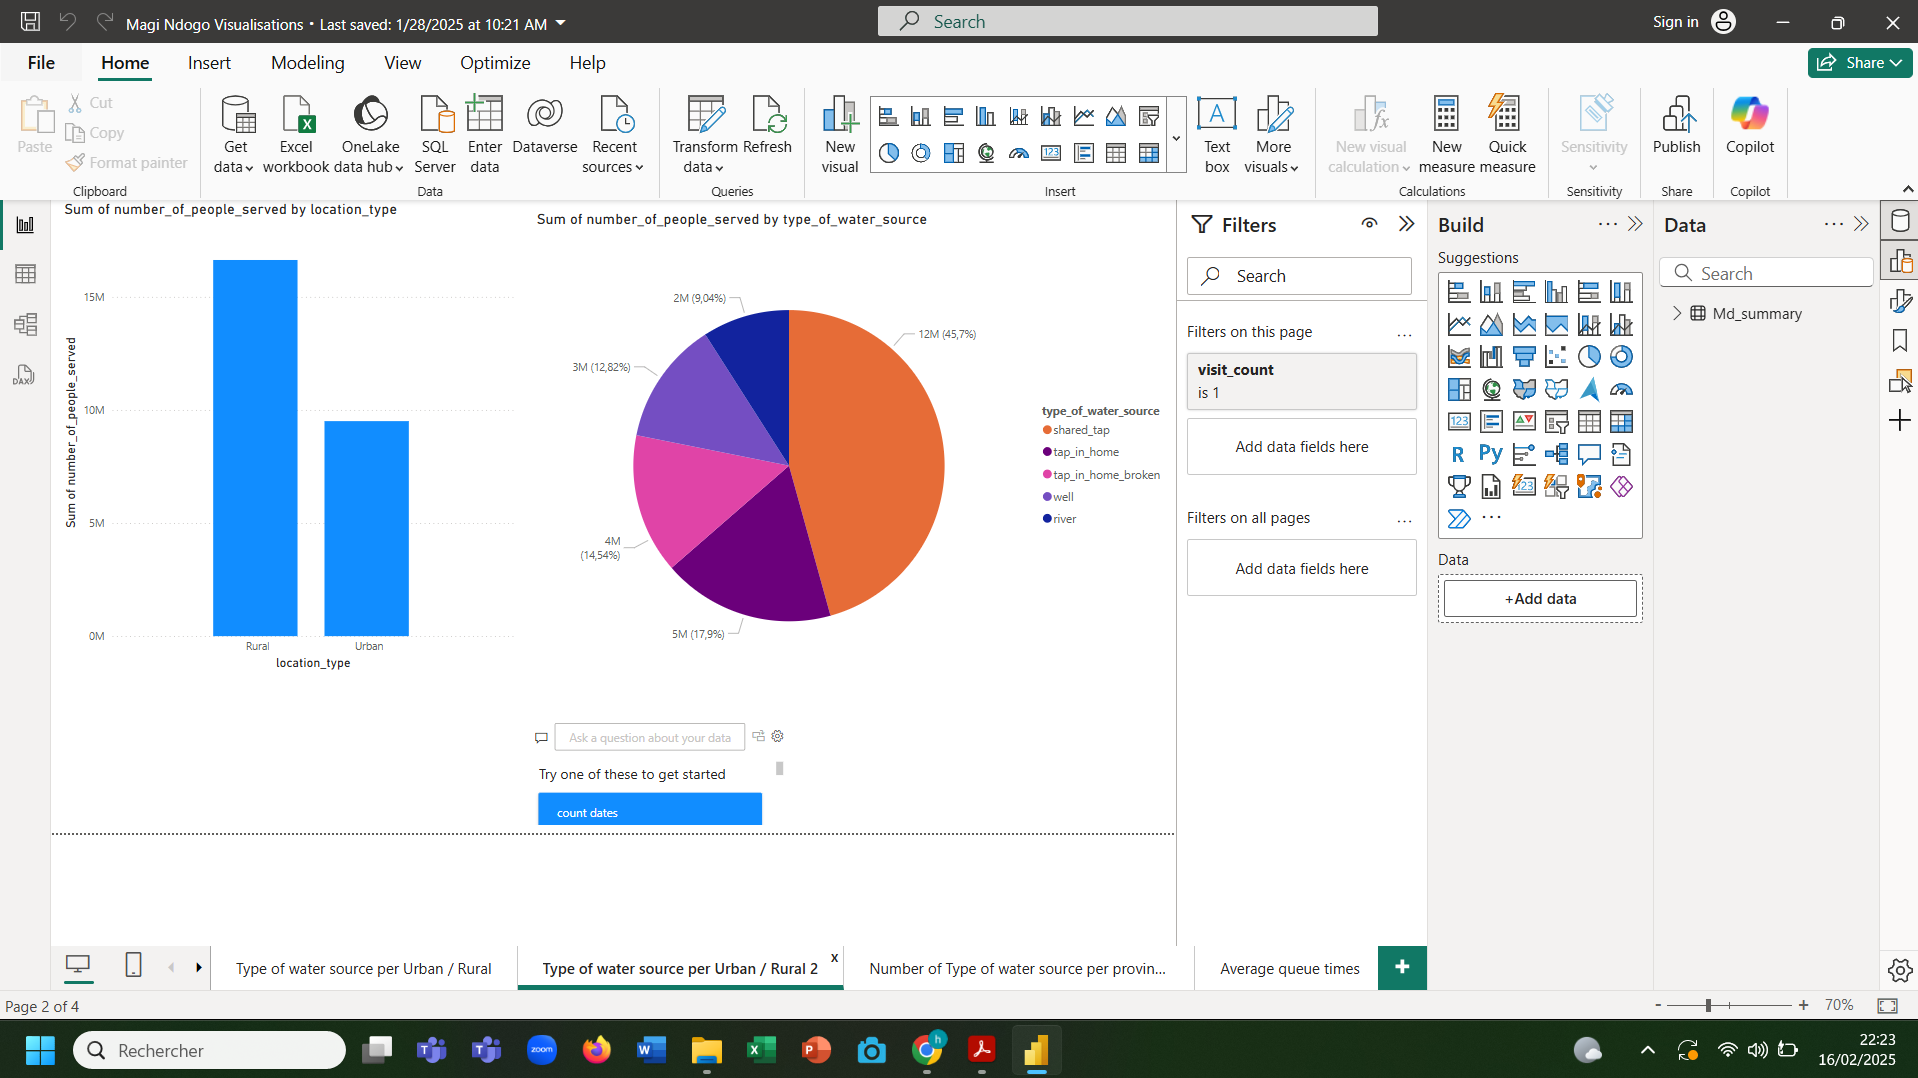 Magi Ndogo Visualisations • Last saved: 1/28/2025 at 10:21 AM
Search
Sign in
File
Home
Insert
Modeling
View
Optimize
Help
Share
Paste
Cut
Copy
Format painter
Clipboard
Get data
Excel workbook
OneLake data hub
SQL Server
Enter data
Dataverse
Recent sources
Data
Transform data
Refresh
Queries
New visual
Text box
More visuals
Insert
New visual calculation
New measure
Quick measure
Calculations
Sensitivity
Sensitivity
Publish
Share
Copilot
Copilot
Sum of number_of_people_served by location_type
Sum of number_of_people_served
15M
10M
5M
0M
Rural
Urban
location_type
Sum of number_of_people_served by type_of_water_source
2M (9,04%)
12M (45,7%)
3M (12,82%)
4M
(14,54%)
5M (17,9%)
type_of_water_source
shared_tap
tap_in_home
tap_in_home_broken
well
river
Ask a question about your data
Try one of these to get started
count dates
Filters
Search
Filters on this page
visit_count
is 1
Add data fields here
Filters on all pages
Add data fields here
Build
Suggestions
123
R
Py
123
Data
+Add data
Data
Search
Md_summary
DAX
Type of water source per Urban / Rural
Type of water source per Urban / Rural 2
x
Number of Type of water source per provin...
Average queue times
+
Page 2 of 4
- + 70%
Rechercher
zoom
h
22:23
16/02/2025